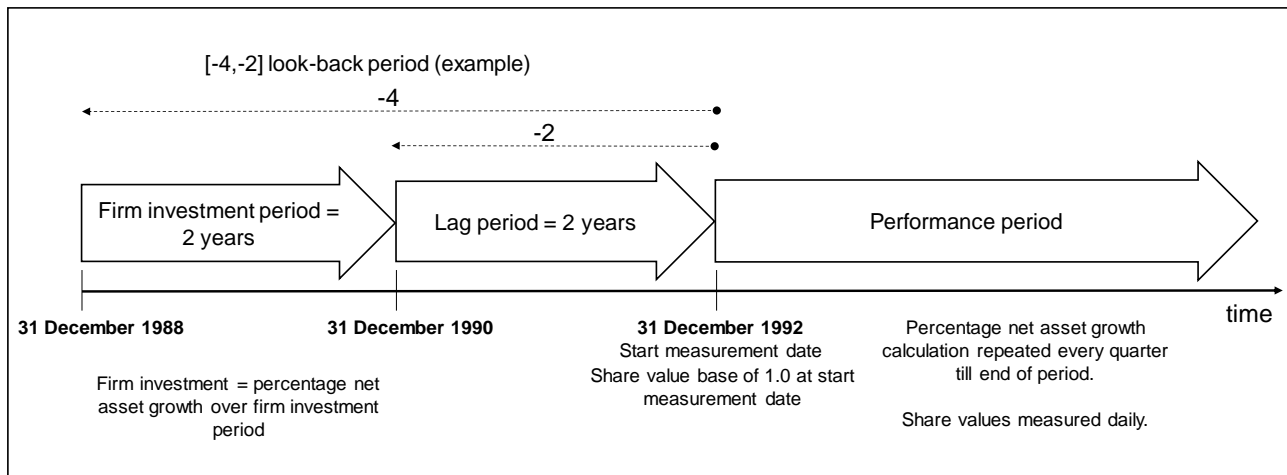 [-4,-2] look-back period (example)
-4
-2
Firm investment period =
2 years
Lag period = 2 years
Performance period
time
31 December 1988
31 December 1990
31 December 1992
Start measurement date
Share value base of 1.0 at start
measurement date
Percentage net asset growth
calculation repeated every quarter
till end of period.
Share values measured daily.
Firm investment = percentage net
asset growth over firm investment
period